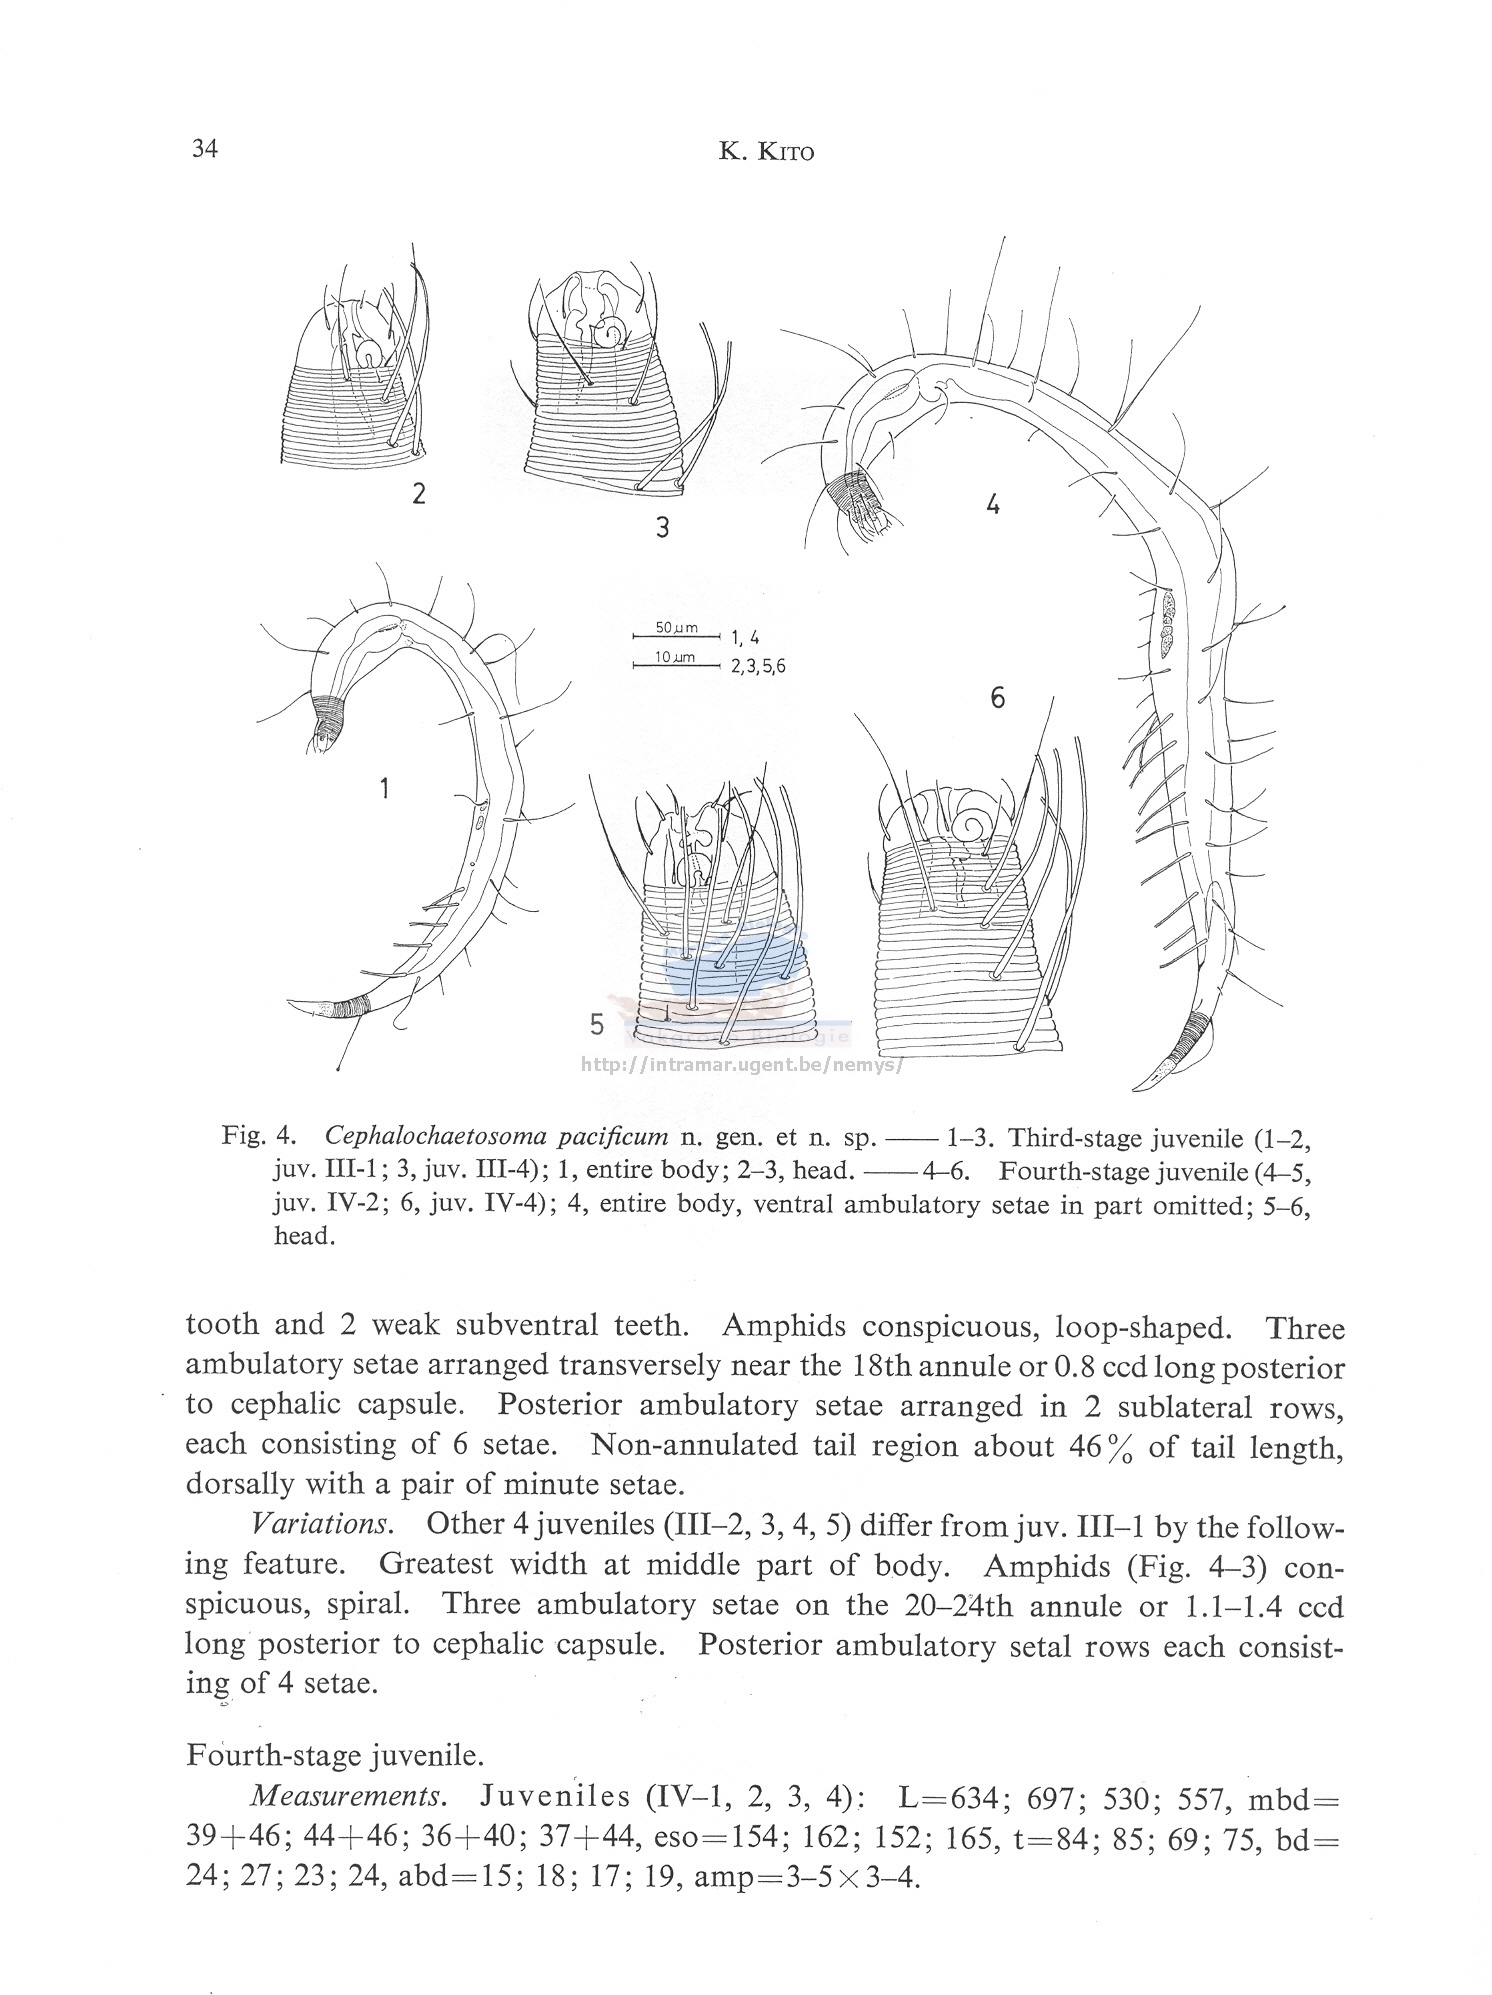 34
K. KITO
2
3
4
50 µm
1, 4
10 µm
2,3,5,6
6
1
5
Vakgroep Biologie
http://intramar.ugent.be/nemys/
Fig. 4. Cephalochaetosoma pacificum n. gen. et n. sp. —— 1–3. Third-stage juvenile (1–2,
juv. III-1; 3, juv. III-4); 1, entire body; 2–3, head. —— 4–6. Fourth-stage juvenile (4–5,
juv. IV-2; 6, juv. IV-4); 4, entire body, ventral ambulatory setae in part omitted; 5–6,
head.
tooth and 2 weak subventral teeth. Amphids conspicuous, loop-shaped. Three
ambulatory setae arranged transversely near the 18th annule or 0.8 ccd long posterior
to cephalic capsule. Posterior ambulatory setae arranged in 2 sublateral rows,
each consisting of 6 setae. Non-annulated tail region about 46% of tail length,
dorsally with a pair of minute setae.
Variations. Other 4 juveniles (III–2, 3, 4, 5) differ from juv. III–1 by the follow-
ing feature. Greatest width at middle part of body. Amphids (Fig. 4–3) con-
spicuous, spiral. Three ambulatory setae on the 20–24th annule or 1.1–1.4 ccd
long posterior to cephalic capsule. Posterior ambulatory setal rows each consist-
ing of 4 setae.
Fourth-stage juvenile.
Measurements. Juveniles (IV–1, 2, 3, 4): L=634; 697; 530; 557, mbd=
39+46; 44+46; 36+40; 37+44, eso=154; 162; 152; 165, t=84; 85; 69; 75, bd=
24; 27; 23; 24, abd=15; 18; 17; 19, amp=3–5×3–4.